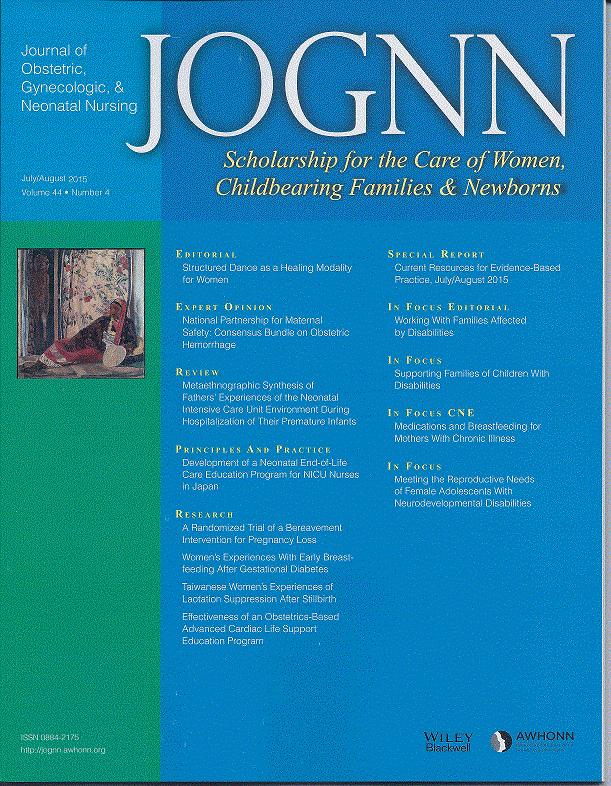 Journal of
Obstetric,
Gynecologic, &
Neonatal Nursing
JOGNN
Scholarship for the Care of Women,
Childbearing Families & Newborns
July/August 2015
Volume 44 • Number 4
EDITORIAL
Structured Dance as a Healing Modality
for Women
EXPERT OPINION
National Partnership for Maternal
Safety: Consensus Bundle on Obstetric
Hemorrhage
REVIEW
Metaethnographic Synthesis of
Fathers' Experiences of the Neonatal
Intensive Care Unit Environment During
Hospitalization of Their Premature Infants
PRINCIPLES AND PRACTICE
Development of a Neonatal End-of-Life
Care Education Program for NICU Nurses
in Japan
RESEARCH
A Randomized Trial of a Bereavement
Intervention for Pregnancy Loss
Women's Experiences With Early Breast-
feeding After Gestational Diabetes
Taiwanese Women's Experiences of
Lactation Suppression After Stillbirth
Effectiveness of an Obstetrics-Based
Advanced Cardiac Life Support
Education Program
SPECIAL REPORT
Current Resources for Evidence-Based
Practice, July/August 2015
IN FOCUS EDITORIAL
Working With Families Affected
by Disabilities
IN FOCUS
Supporting Families of Children With
Disabilities
IN FOCUS CNE
Medications and Breastfeeding for
Mothers With Chronic Illness
IN FOCUS
Meeting the Reproductive Needs
of Female Adolescents With
Neurodevelopmental Disabilities
ISSN 0884-2175
http://jognn.awhonn.org
WILEY
Blackwell
AWHONN